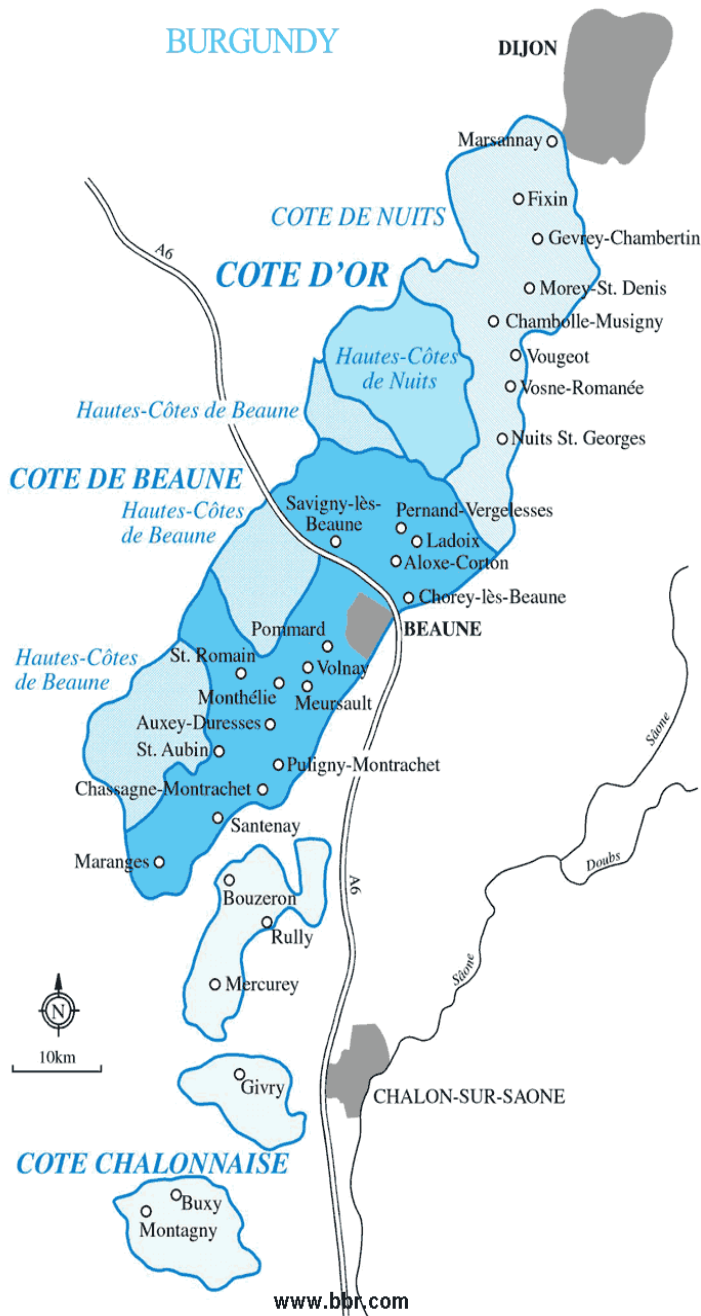 BURGUNDY
DIJON
Marsannay
Fixin
COTE DE NUITS
Gevrey-Chambertin
A6
COTE D'OR
Morey-St. Denis
Chambolle-Musigny
Hautes-Côtes
de Nuits
Vougeot
Vosne-Romanée
Hautes-Côtes de Beaune
Nuits St. Georges
COTE DE BEAUNE
Hautes-Côtes
de Beaune
Savigny-lès-
Beaune
Pernand-Vergelesses
Ladoix
Aloxe-Corton
Chorey-lès-Beaune
BEAUNE
Pommard
St. Romain
Volnay
Hautes-Côtes
de Beaune
Monthélie
Meursault
Auxey-Duresses
St. Aubin
Puligny-Montrachet
Chassagne-Montrachet
Santenay
Maranges
Sâone
Doubs
A6
Bouzeron
Rully
Mercurey
Sâone
N
10km
Givry
CHALON-SUR-SAONE
COTE CHALONNAISE
Buxy
Montagny
www.bbr.com